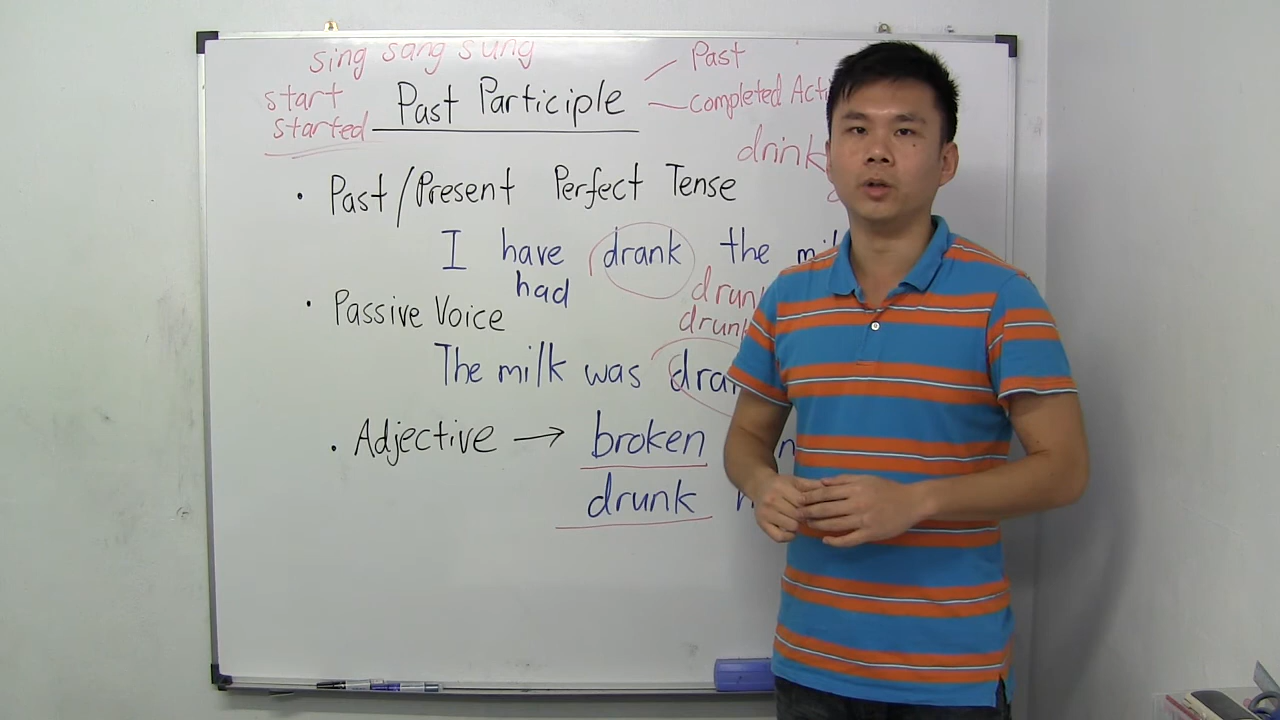 sing sang sung
start
started
Past Participle
Past
completed
drink
• Past/Present Perfect Tense
I have drank the
had
• Passive Voice
The milk was
• Adjective → broken
drunk